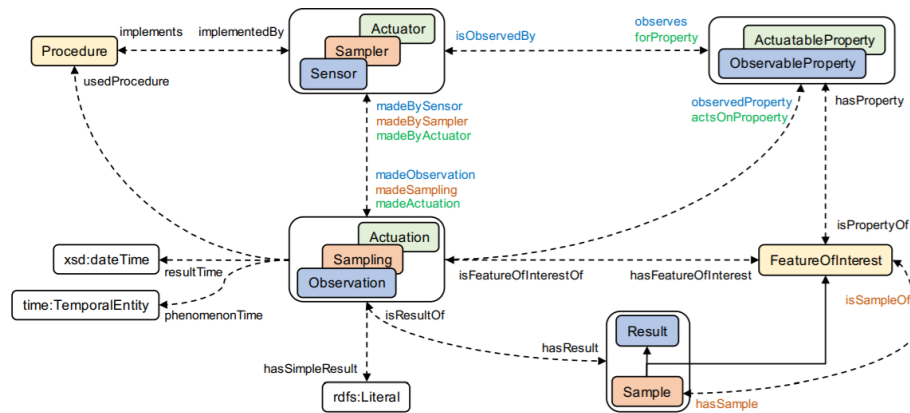 Procedure
implements
implementedBy
Actuator
Sampler
Sensor
isObservedBy
observes
forProperty
ActuatableProperty
ObservableProperty
usedProcedure
madeBySensor
madeBySampler
madeByActuator
observedProperty
actsOnPropoerty
hasProperty
madeObservation
madeSampling
madeActuation
isPropertyOf
xsd:dateTime
resultTime
Actuation
Sampling
Observation
isFeatureOfInterestOf
hasFeatureOfInterest
FeatureOfInterest
time:TemporalEntity
phenomenonTime
isResultOf
isSampleOf
hasResult
Result
hasSimpleResult
rdfs:Literal
Sample
hasSample